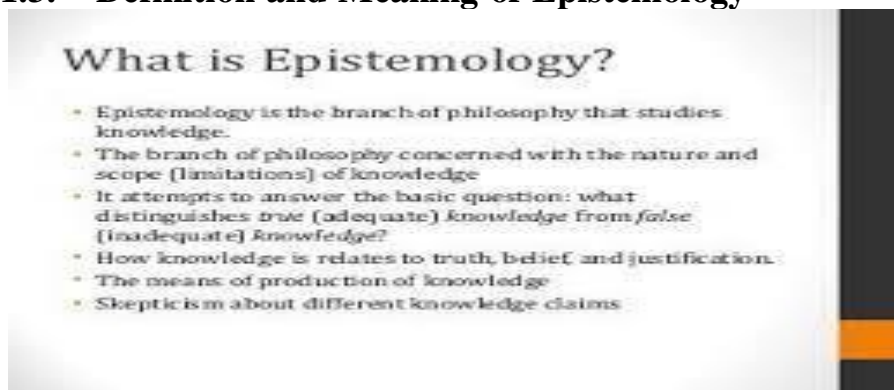 Definition and Meaning of Epistemology
What is Epistemology?
• Epistemology is the branch of philosophy that studies
knowledge.
• The branch of philosophy concerned with the nature and
scope (limitations) of knowledge
• It attempts to answer the basic question: what
distinguishes true (adequate) knowledge from false
(inadequate) knowledge?
• How knowledge is relates to truth, belief, and justification.
• The means of production of knowledge
• Skepticism about different knowledge claims